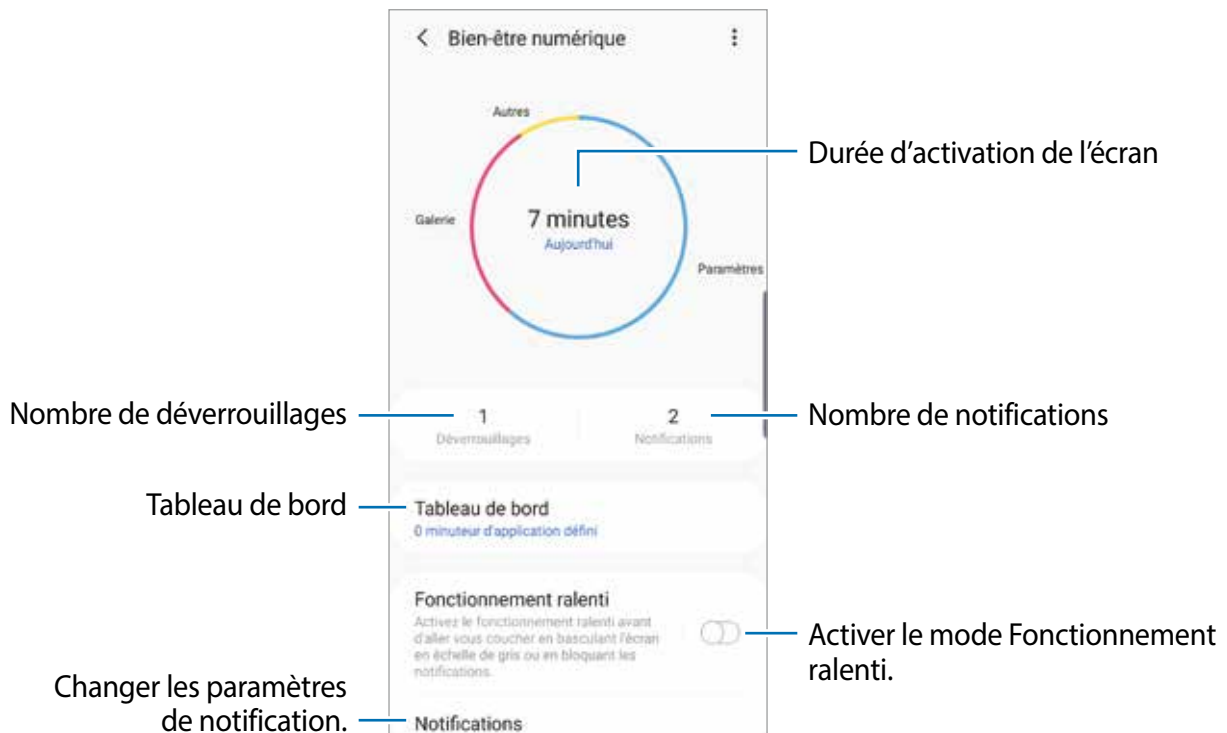 Bien-être numérique
Autres
Durée d'activation de l'écran
Galerie
7 minutes
Aujourd'hui
Paramètres
Nombre de déverrouillages
1
Déverrouillages
2
Notifications
Nombre de notifications
Tableau de bord
Tableau de bord
0 minuteur d'application défini
Fonctionnement ralenti
Activez le fonctionnement ralenti avant
d'aller vous coucher en basculant l'écran
en échelle de gris ou en bloquant les
notifications.
Activer le mode Fonctionnement
ralenti.
Changer les paramètres
de notification.
Notifications